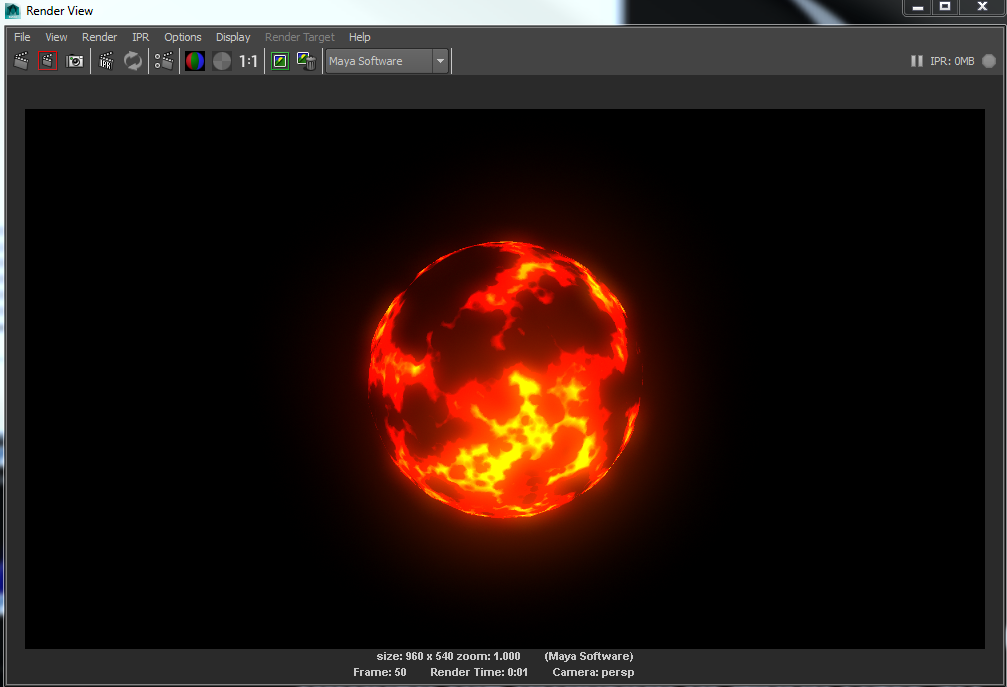 Render View
File View Render IPR Options Display Render Target Help
IPR 1:1 Maya Software IPR: 0MB
size: 960 x 540 zoom: 1.000 (Maya Software)
Frame: 50 Render Time: 0:01 Camera: persp